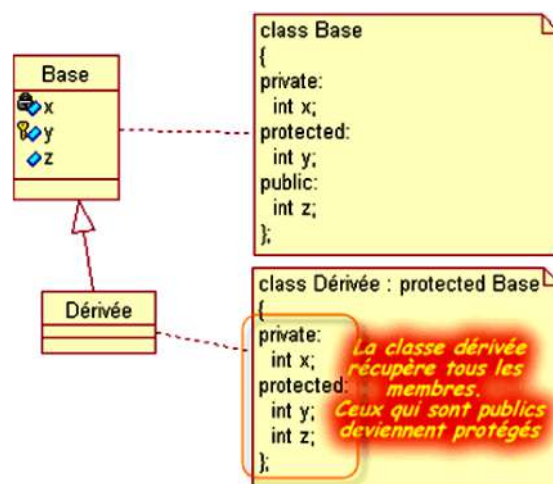 Base
x
y
z
class Base
{
private:
int x;
protected:
int y;
public:
int z;
};
Dérivée
class Dérivée : protected Base
{
private:
int x;
protected:
int y;
int z;
};
La classe dérivée
récupère tous les
membres.
Ceux qui sont publics
deviennent protégés